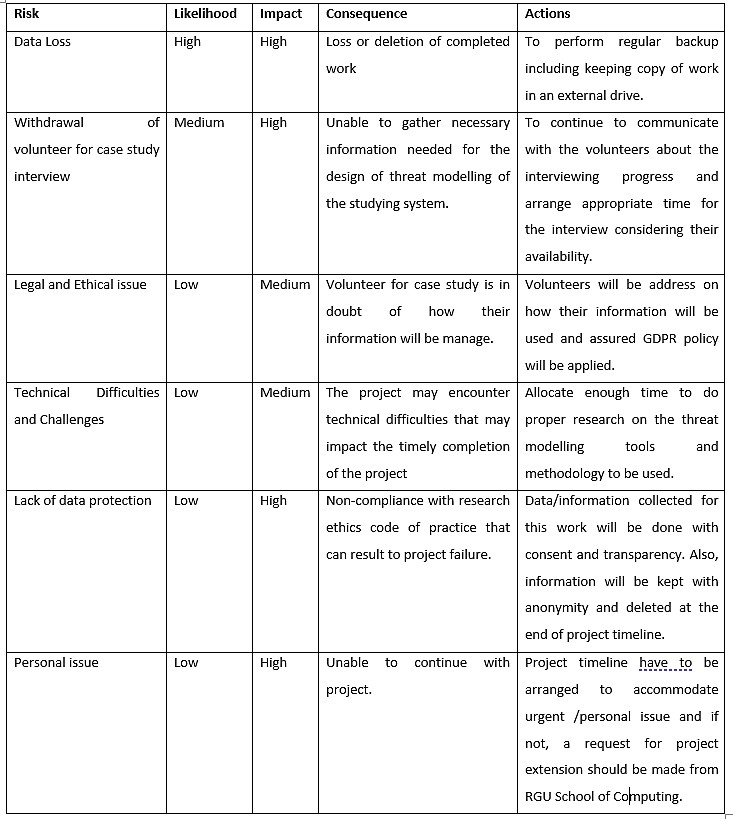 Risk Likelihood Impact Consequence Actions
Data Loss High High Loss or deletion of completed To perform regular backup
work including keeping copy of work
in an external drive.
Withdrawal of Medium High Unable to gather necessary To continue to communicate
volunteer for case study information needed for the with the volunteers about the
interview design of threat modelling of interviewing progress and
the studying system. arrange appropriate time for
the interview considering their
availability.
Legal and Ethical issue Low Medium Volunteer for case study is in Volunteers will be address on
doubt of how their how their information will be
information will be manage. used and assured GDPR policy
will be applied.
Technical Difficulties Low Medium The project may encounter Allocate enough time to do
and Challenges technical difficulties that may proper research on the threat
impact the timely completion modelling tools and
of the project methodology to be used.
Lack of data protection Low High Non-compliance with research Data/information collected for
ethics code of practice that this work will be done with
can result to project failure. consent and transparency. Also,
information will be kept with
anonymity and deleted at the
end of project timeline.
Personal issue Low High Unable to continue with Project timeline have to be
project. arranged to accommodate
urgent /personal issue and if
not, a request for project
extension should be made from
RGU School of Computing.